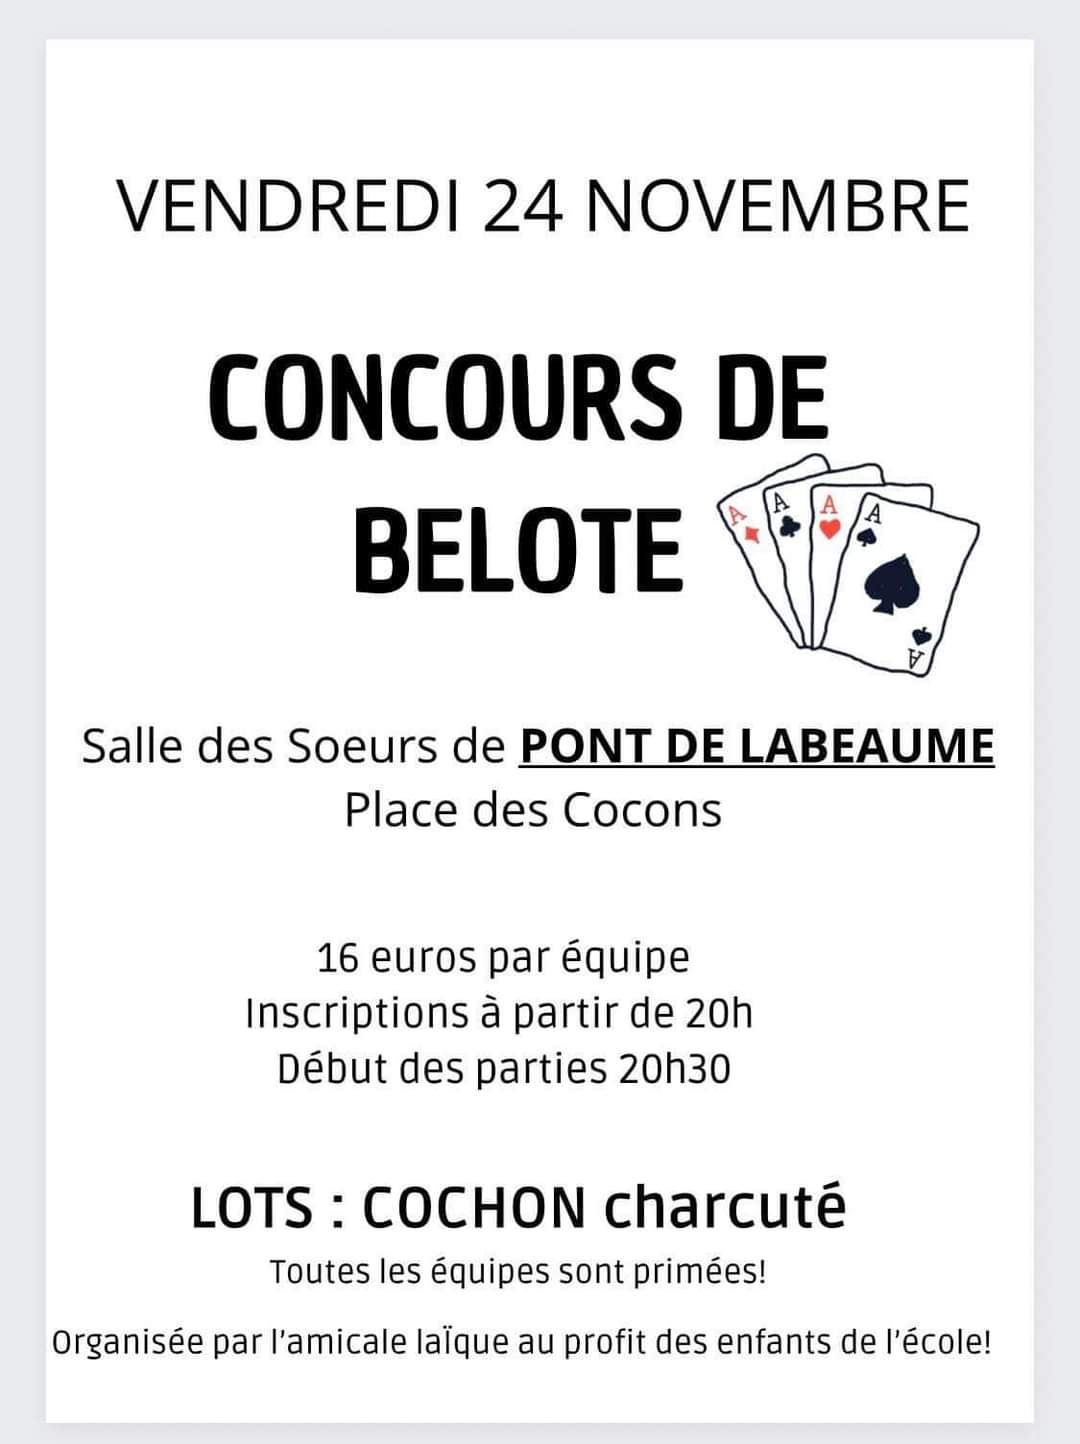 VENDREDI 24 NOVEMBRE
CONCOURS DE
BELOTE
A A A A
A
Salle des Soeurs de PONT DE LABEAUME
Place des Cocons
16 euros par équipe
Inscriptions à partir de 20h
Début des parties 20h30
LOTS : COCHON charcuté
Toutes les équipes sont primées!
Organisée par l'amicale laÏque au profit des enfants de l'école!